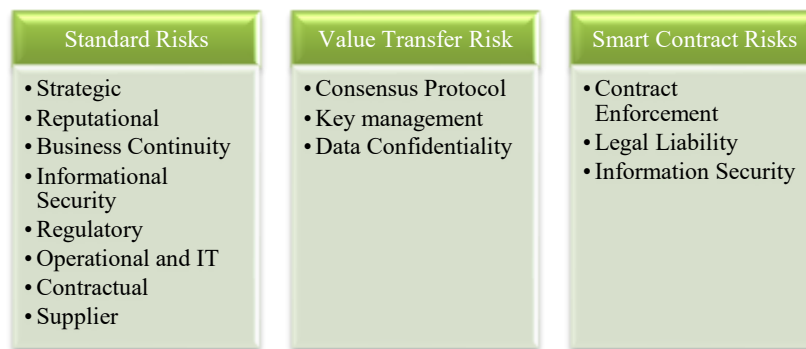 Standard Risks
• Strategic
• Reputational
• Business Continuity
• Informational
Security
• Regulatory
• Operational and IT
• Contractual
• Supplier
Value Transfer Risk
• Consensus Protocol
• Key management
• Data Confidentiality
Smart Contract Risks
• Contract
Enforcement
• Legal Liability
• Information Security